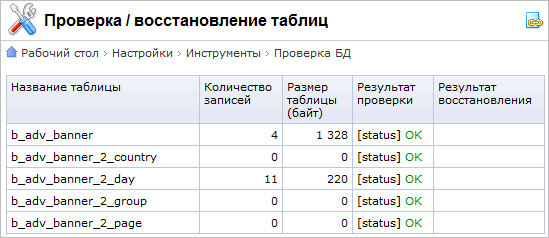 Проверка / восстановление таблиц
Рабочий стол › Настройки › Инструменты › Проверка БД
Название таблицы Количество записей Размер таблицы (байт) Результат проверки Результат восстановления
b_adv_banner 4 1 328 [status] OK
b_adv_banner_2_country 0 0 [status] OK
b_adv_banner_2_day 11 220 [status] OK
b_adv_banner_2_group 0 0 [status] OK
b_adv_banner_2_page 0 0 [status] OK